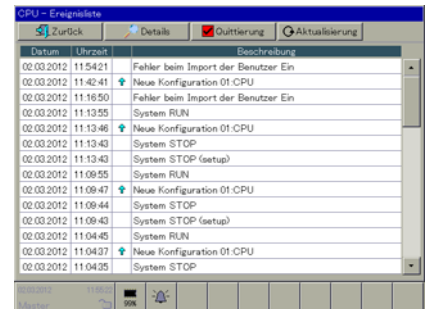 CPU - Ereignisliste
Zurück Details Quittierung Aktualisierung
Datum Uhrzeit Beschreibung
02.03.2012 11:54:21 Fehler beim Import der Benutzer Ein
02.03.2012 11:42:41 Neue Konfiguration 01:CPU
02.03.2012 11:16:50 Fehler beim Import der Benutzer Ein
02.03.2012 11:13:55 System RUN
02.03.2012 11:13:46 Neue Konfiguration 01:CPU
02.03.2012 11:13:43 System STOP
02.03.2012 11:13:43 System STOP (setup)
02.03.2012 11:09:55 System RUN
02.03.2012 11:09:47 Neue Konfiguration 01:CPU
02.03.2012 11:09:44 System STOP
02.03.2012 11:09:43 System STOP (setup)
02.03.2012 11:04:45 System RUN
02.03.2012 11:04:37 Neue Konfiguration 01:CPU
02.03.2012 11:04:35 System STOP
02.03.2012
Master 99%